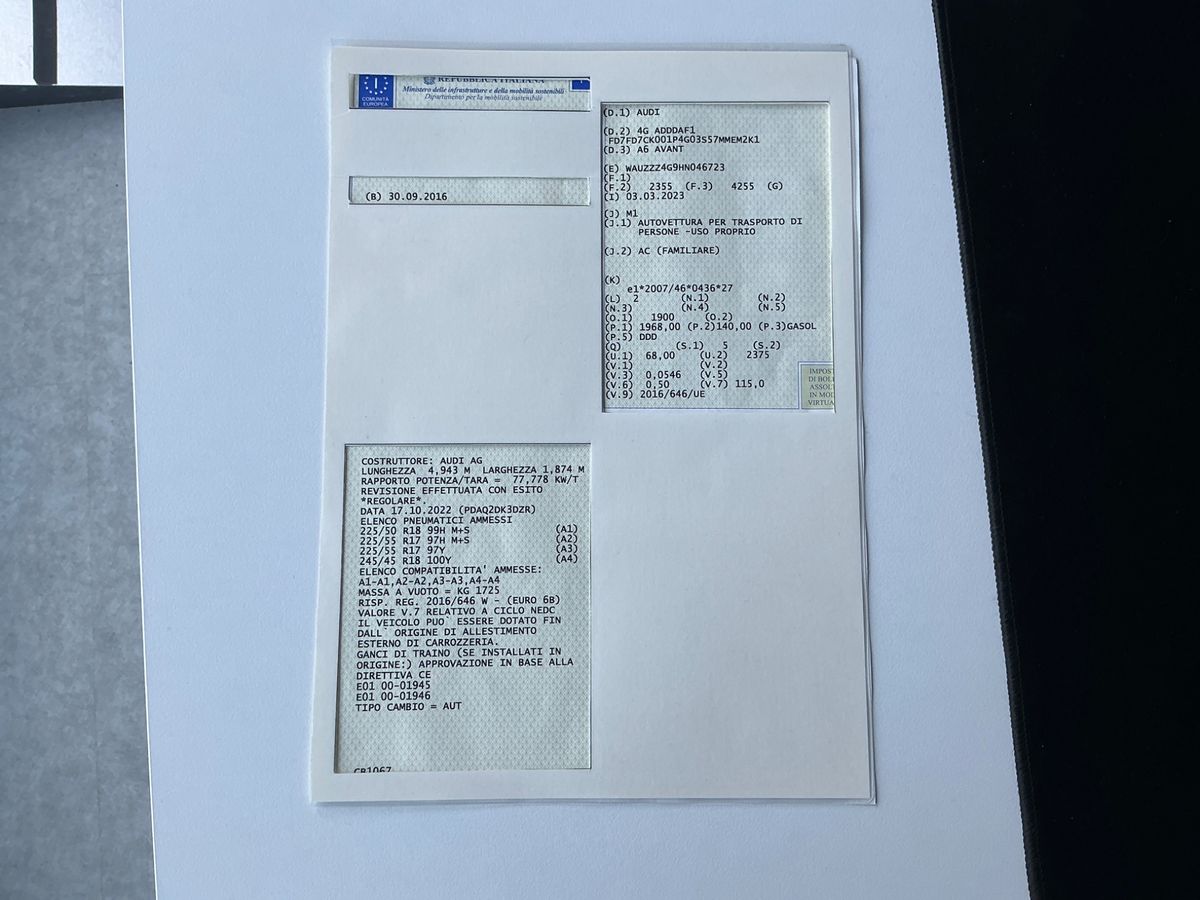 COMUNITÀ
EUROPEA
REPUBBLICA ITALIANA
Ministero delle infrastrutture e della mobilità sostenibili
Dipartimento per la mobilità sostenibile
(B) 30.09.2016
COSTRUTTORE: AUDI AG
LUNGHEZZA 4,943 M LARGHEZZA 1,874 M
RAPPORTO POTENZA/TARA = 77,778 KW/T
REVISIONE EFFETTUATA CON ESITO
*REGOLARE*.
DATA 17.10.2022 (PDAQ2DK3DZR)
ELENCO PNEUMATICI AMMESSI
225/50 R18 99H M+S (A1)
225/55 R17 97H M+S (A2)
225/55 R17 97Y (A3)
245/45 R18 100Y (A4)
ELENCO COMPATIBILITA' AMMESSE:
A1-A1,A2-A2,A3-A3,A4-A4
MASSA A VUOTO = KG 1725
RISP. REG. 2016/646 W - (EURO 6B)
VALORE V.7 RELATIVO A CICLO NEDC
IL VEICOLO PUO` ESSERE DOTATO FIN
DALL` ORIGINE DI ALLESTIMENTO
ESTERNO DI CARROZZERIA.
GANCI DI TRAINO (SE INSTALLATI IN
ORIGINE:) APPROVAZIONE IN BASE ALLA
DIRETTIVA CE
E01 00-01945
E01 00-01946
TIPO CAMBIO = AUT
CB1067
(D.1) AUDI
(D.2) 4G ADDDAF1
FD7FD7CK001P4G03S57MMEM2K1
(D.3) A6 AVANT
(E) WAUZZZ4G9HN046723
(F.1)
(F.2) 2355 (F.3) 4255 (G)
(I) 03.03.2023
(J) M1
(J.1) AUTOVETTURA PER TRASPORTO DI
PERSONE -USO PROPRIO
(J.2) AC (FAMILIARE)
(K)
e1*2007/46*0436*27
(L) 2 (N.1) (N.2)
(N.3) (N.4) (N.5)
(O.1) 1900 (O.2)
(P.1) 1968,00 (P.2)140,00 (P.3)GASOL
(P.5) DDD
(Q) (S.1) 5 (S.2)
(U.1) 68,00 (U.2) 2375
(V.1) (V.2)
(V.3) 0,0546 (V.5)
(V.6) 0,50 (V.7) 115,0
(V.9) 2016/646/UE
IMPOST
DI BOL
ASSOL
IN MOD
VIRTUA